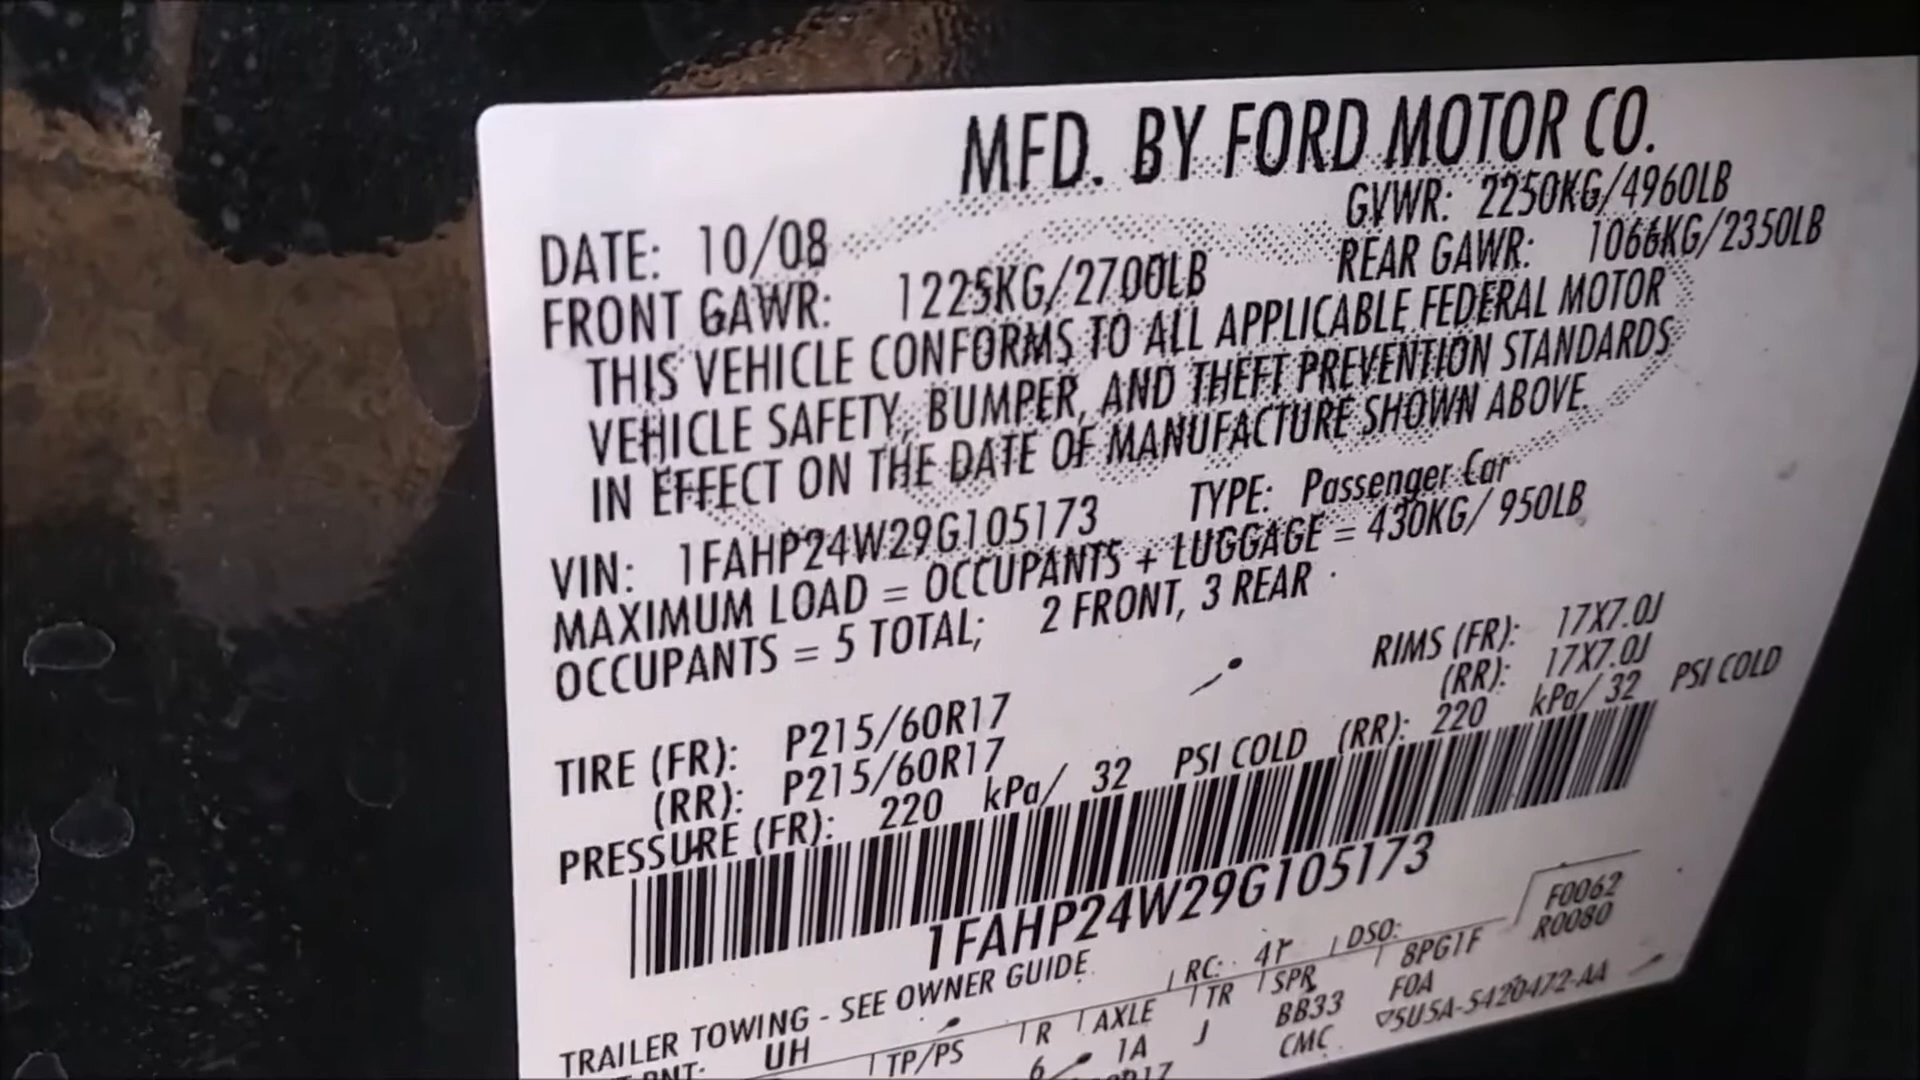 MFD. BY FORD MOTOR CO.
DATE: 10/08 GVWR: 2250KG/4960LB
FRONT GAWR: 1225KG/2700LB REAR GAWR: 1066KG/2350LB
THIS VEHICLE CONFORMS TO ALL APPLICABLE FEDERAL MOTOR
VEHICLE SAFETY, BUMPER, AND THEFT PREVENTION STANDARDS
IN EFFECT ON THE DATE OF MANUFACTURE SHOWN ABOVE.
VIN: 1FAHP24W29G105173 TYPE: Passenger Car
MAXIMUM LOAD = OCCUPANTS + LUGGAGE = 430KG/ 950LB
OCCUPANTS = 5 TOTAL; 2 FRONT, 3 REAR
TIRE (FR): P215/60R17 RIMS (FR): 17X7.0J
(RR): P215/60R17 (RR): 17X7.0J
PRESSURE (FR): 220 kPa/ 32 PSI COLD (RR): 220 kPa/ 32 PSI COLD
1FAHP24W29G105173
F0062
R0080
TRAILER TOWING - SEE OWNER GUIDE RC: DSO:
UH TP/PS R AXLE TR SPR 8PG1F
6 1A J BB33 FOA
CMC 5U5A-5420472-AA